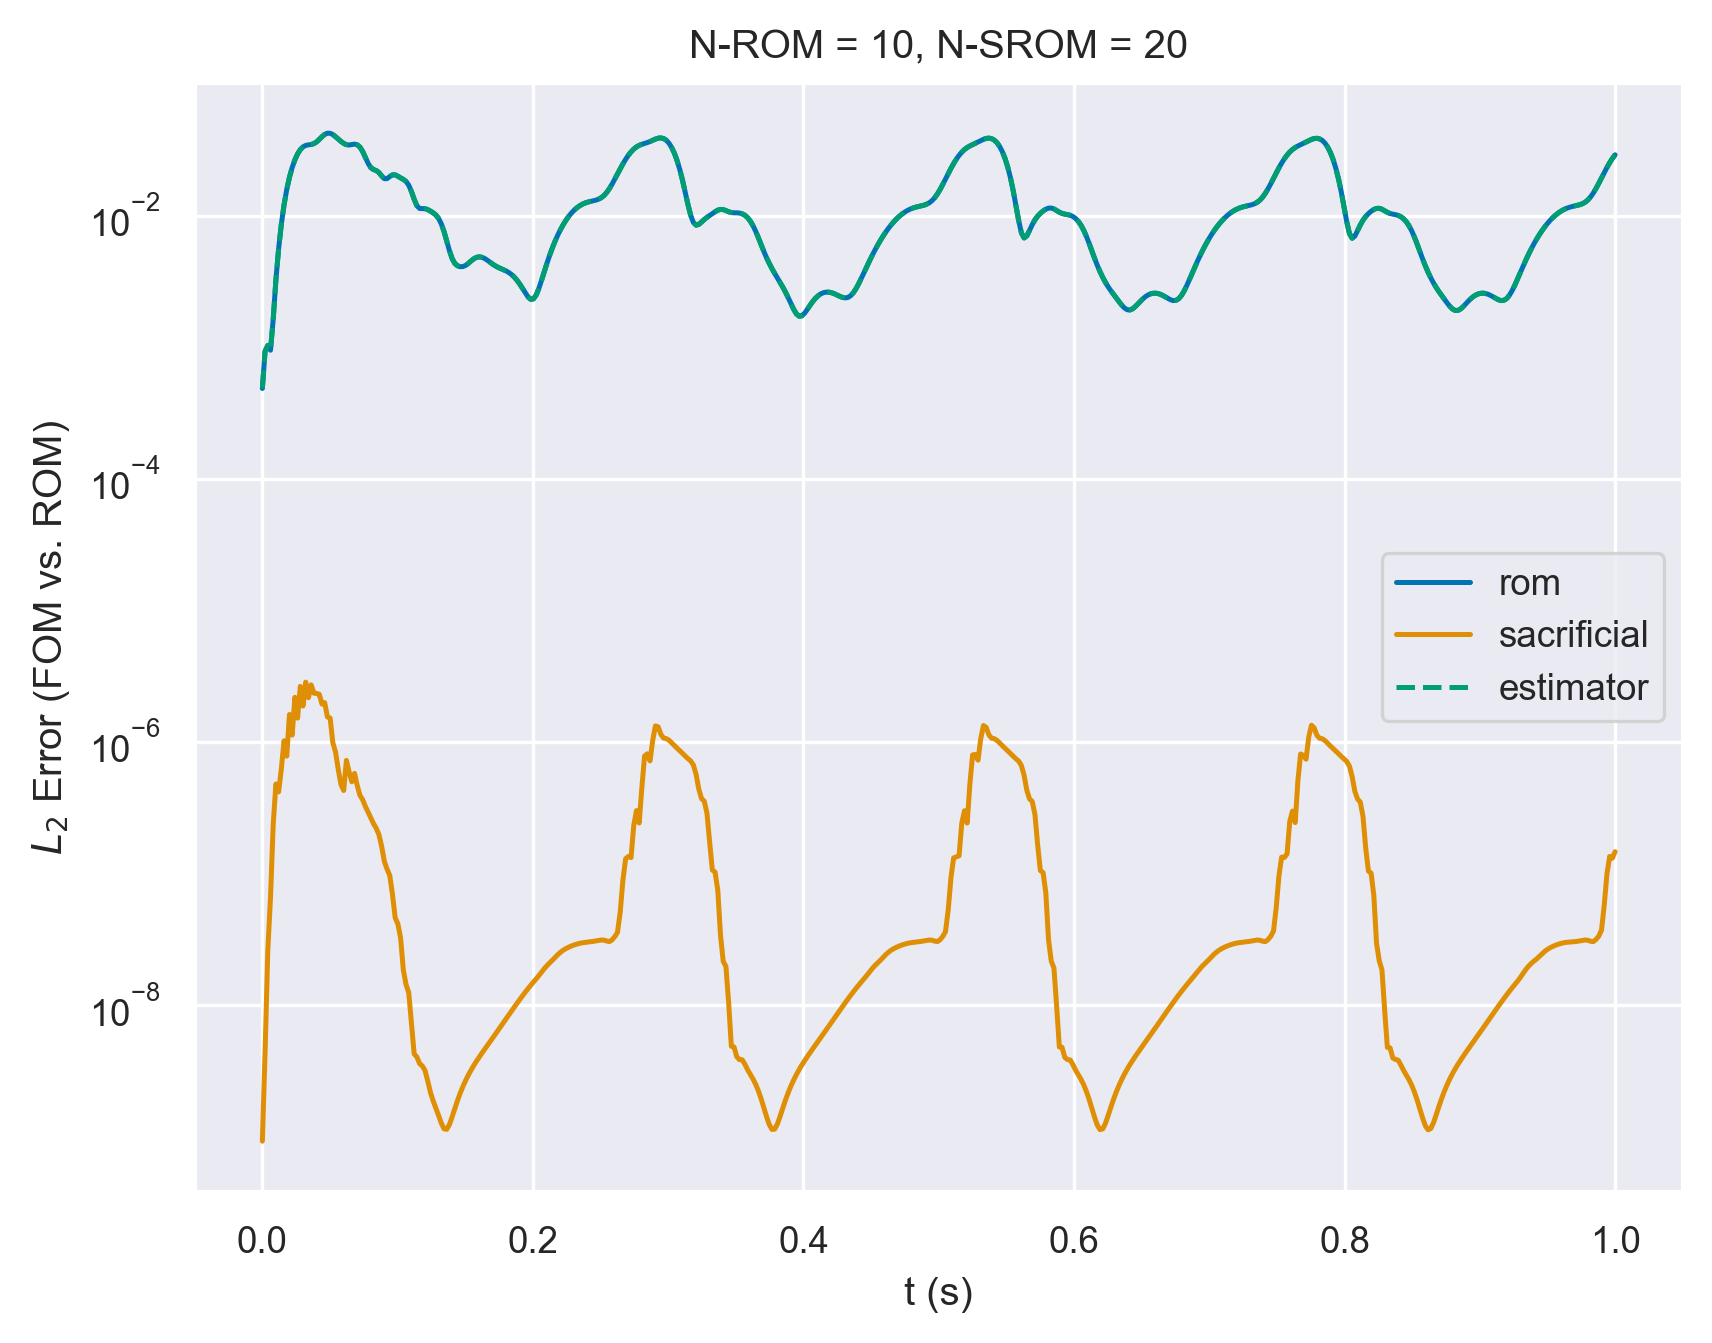 N-ROM = 10, N-SROM = 20
L₂ Error (FOM vs. ROM)
10⁻²
10⁻⁴
10⁻⁶
10⁻⁸
rom
sacrificial
estimator
0.0 0.2 0.4 0.6 0.8 1.0
t (s)